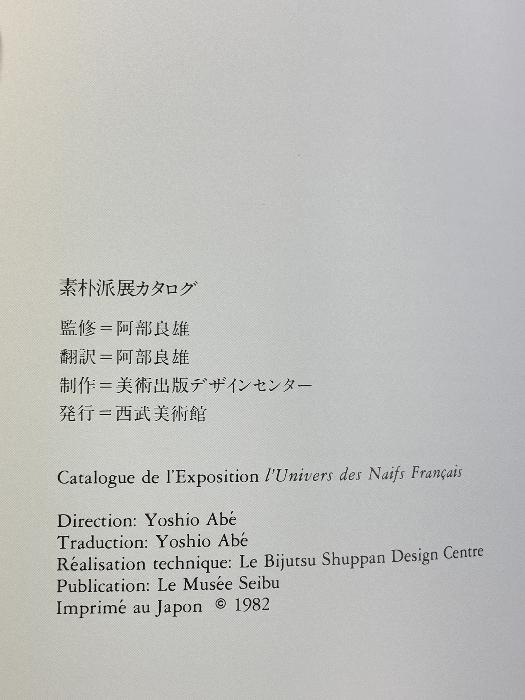 素朴派展カタログ
監修＝阿部良雄
翻訳＝阿部良雄
制作＝美術出版デザインセンター
発行＝西武美術館
Catalogue de l'Exposition l'Univers des Naifs Français
Direction: Yoshio Abé
Traduction: Yoshio Abé
Réalisation technique: Le Bijutsu Shuppan Design Centre
Publication: Le Musée Seibu
Imprimé au Japon © 1982